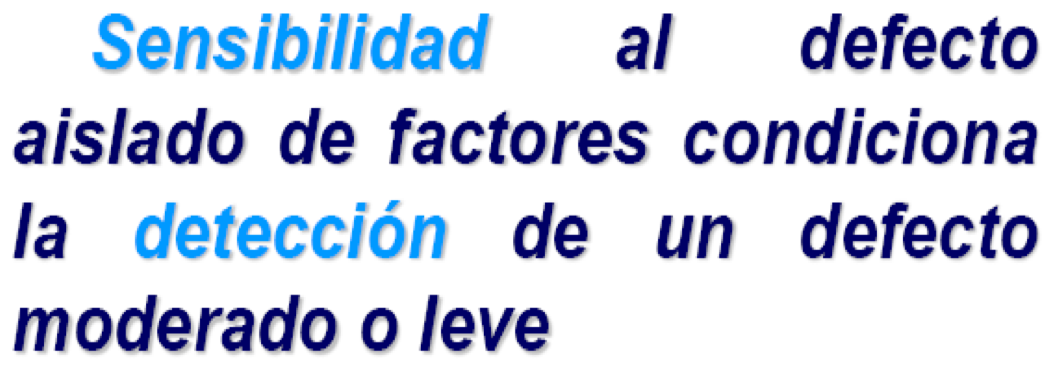 Sensibilidad al defecto
aislado de factores condiciona
la detección de un defecto
moderado o leve